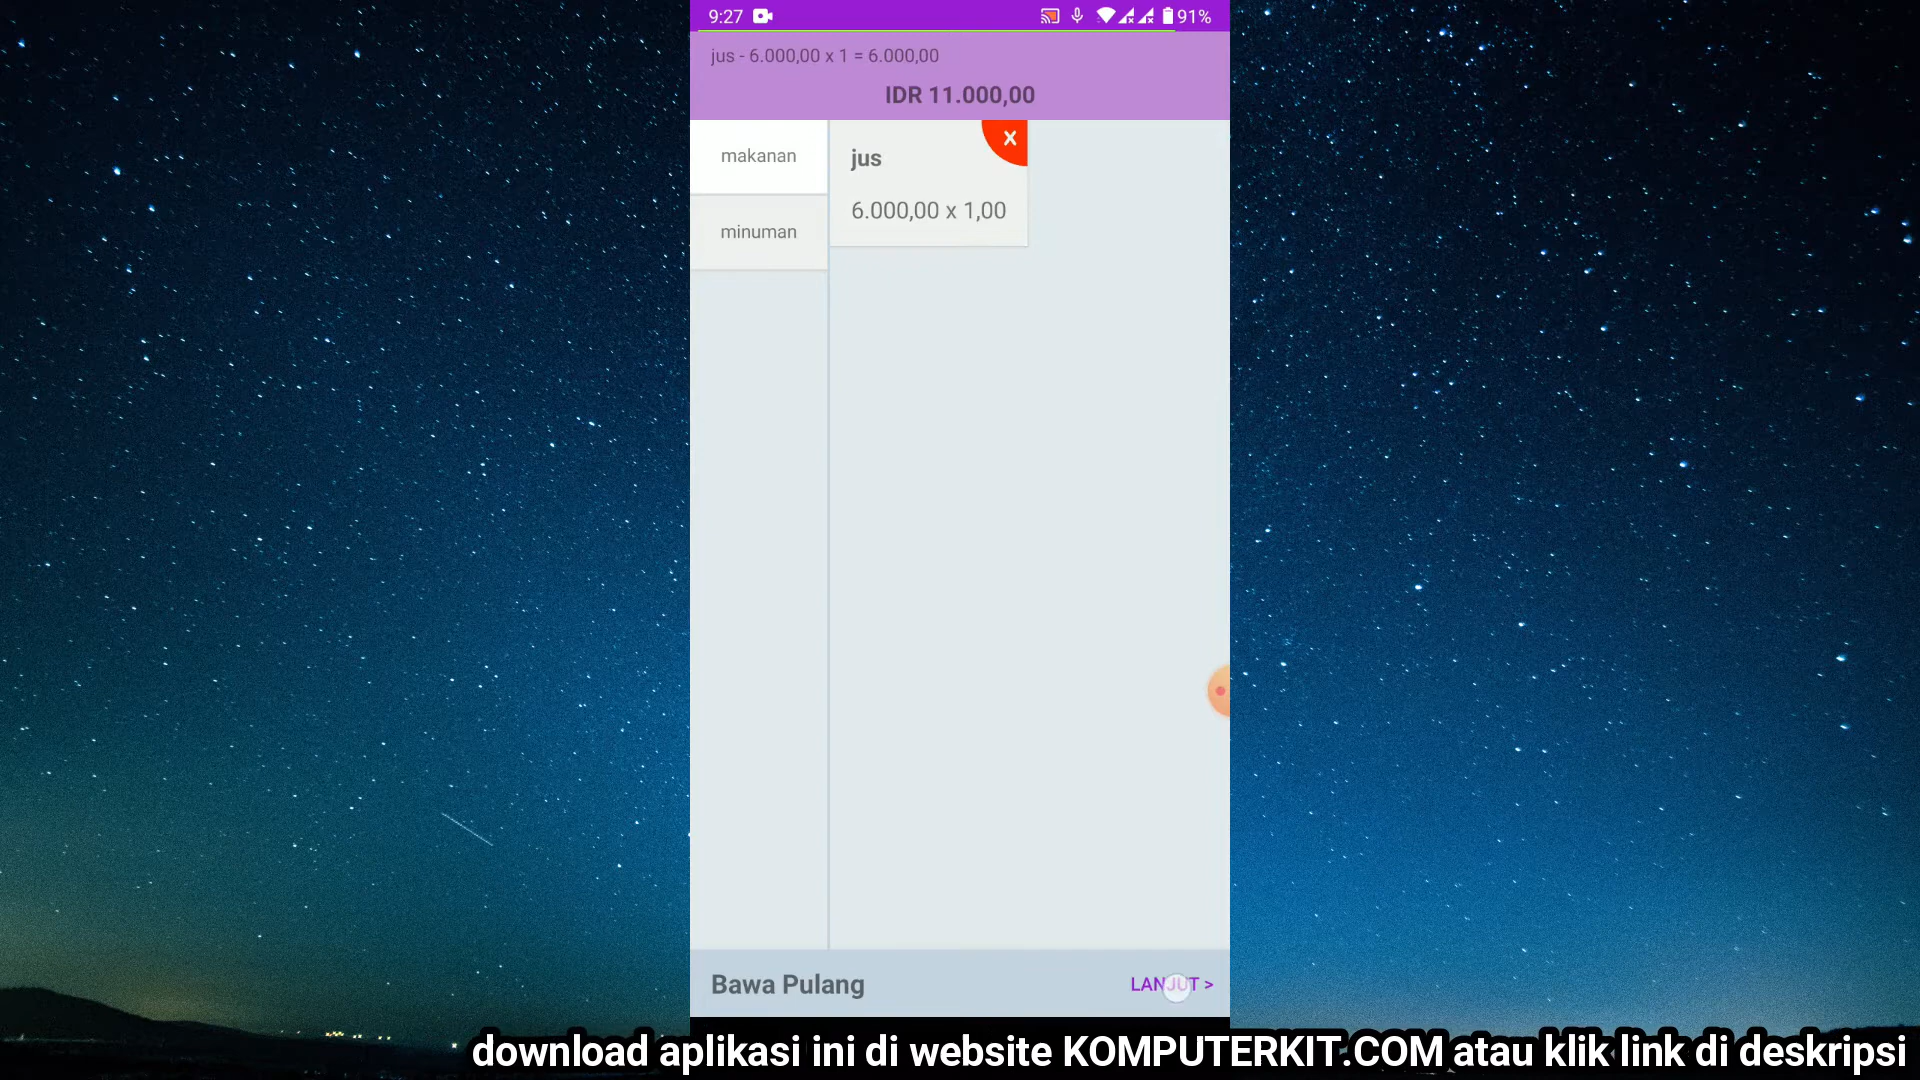 9:27 91%
jus - 6.000,00 x 1 = 6.000,00
IDR 11.000,00
makanan
jus
X
6.000,00 x 1,00
minuman
Bawa Pulang
LANJUT >
download aplikasi ini di website KOMPUTERKIT.COM atau klik link di deskripsi